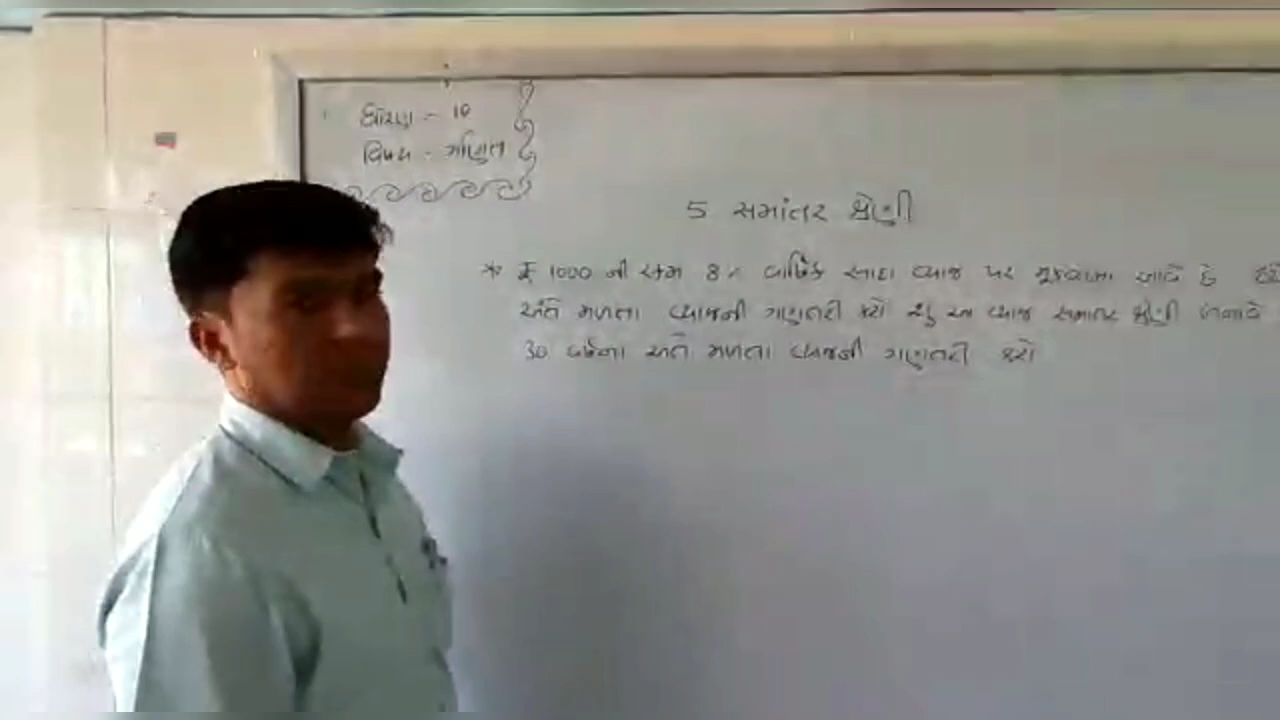 ધોરણ - 10
વિષય - ગણિત
5 સમાંતર શ્રેણી
* ₹ 1000 ની રકમ 8% વાર્ષિક સાદા વ્યાજ પર મૂકવામાં આવે છે
અંતે મળતા વ્યાજની ગણતરી કરો શું આ વ્યાજ સમાંતર શ્રેણી બનાવે
30 વર્ષના અંતે મળતા વ્યાજની ગણતરી કરો